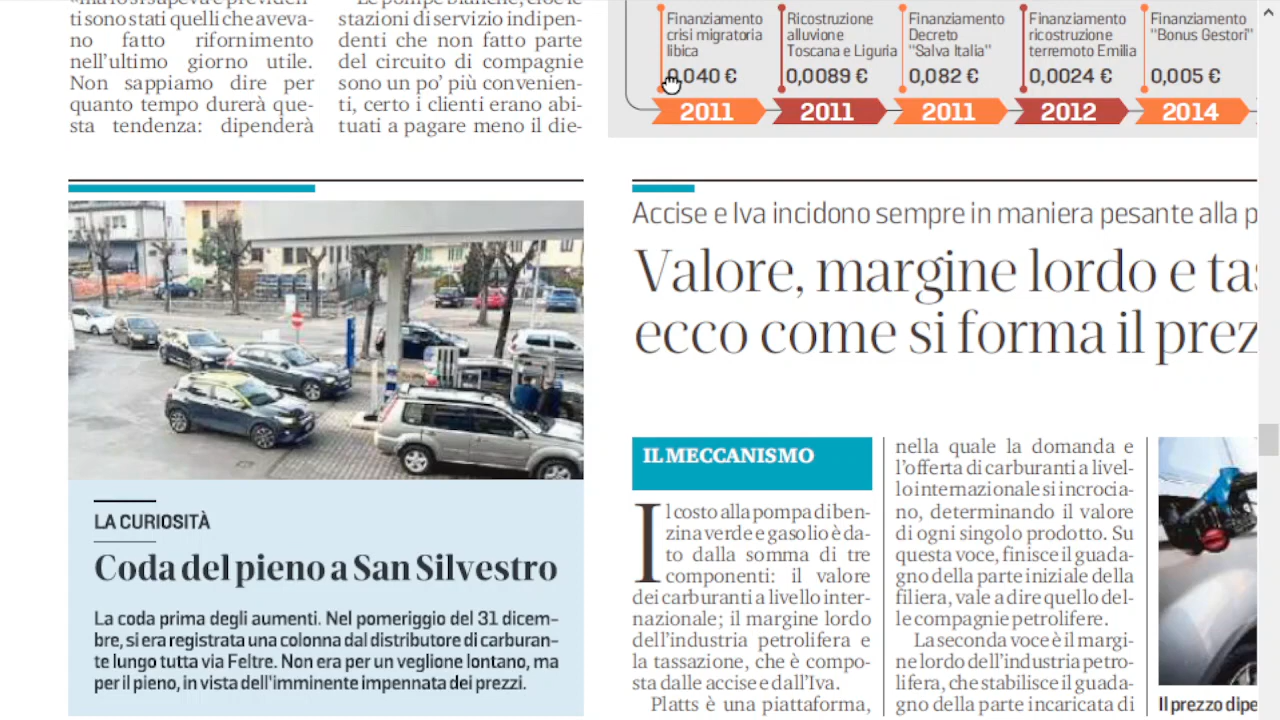 ti sono stati quelli che aveva-
no fatto rifornimento
nell'ultimo giorno utile.
Non sappiamo dire per
quanto tempo durerà que-
sta tendenza: dipenderà
stazioni di servizio indipen-
denti che non fatto parte
del circuito di compagnie
sono un po' più convenien-
ti, certo i clienti erano abi-
tuati a pagare meno il die-
Finanziamento
crisi migratoria
libica
0,040 €
2011
Ricostruzione
alluvione
Toscana e Liguria
0,0089 €
2011
Finanziamento
Decreto
"Salva Italia"
0,082 €
2011
Finanziamento
ricostruzione
terremoto Emilia
0,0024 €
2012
Finanziamento
"Bonus Gestori"
0,005 €
2014
LA CURIOSITÀ
Coda del pieno a San Silvestro
La coda prima degli aumenti. Nel pomeriggio del 31 dicem-
bre, si era registrata una colonna dal distributore di carburan-
te lungo tutta via Feltre. Non era per un veglione lontano, ma
per il pieno, in vista dell'imminente impennata dei prezzi.
Accise e Iva incidono sempre in maniera pesante alla p
Valore, margine lordo e tas
ecco come si forma il prez
IL MECCANISMO
Il costo alla pompa di ben-
zina verde e gasolio è da-
to dalla somma di tre
componenti: il valore
dei carburanti a livello inter-
nazionale; il margine lordo
dell'industria petrolifera e
la tassazione, che è compo-
sta dalle accise e dall'Iva.
Platts è una piattaforma,
nella quale la domanda e
l'offerta di carburanti a livel-
lo internazionale si incrocia-
no, determinando il valore
di ogni singolo prodotto. Su
questa voce, finisce il guada-
gno della parte iniziale della
filiera, vale a dire quello del-
le compagnie petrolifere.
La seconda voce è il margi-
ne lordo dell'industria petro-
lifera, che stabilisce il guada-
gno della parte incaricata di
Il prezzo dipe